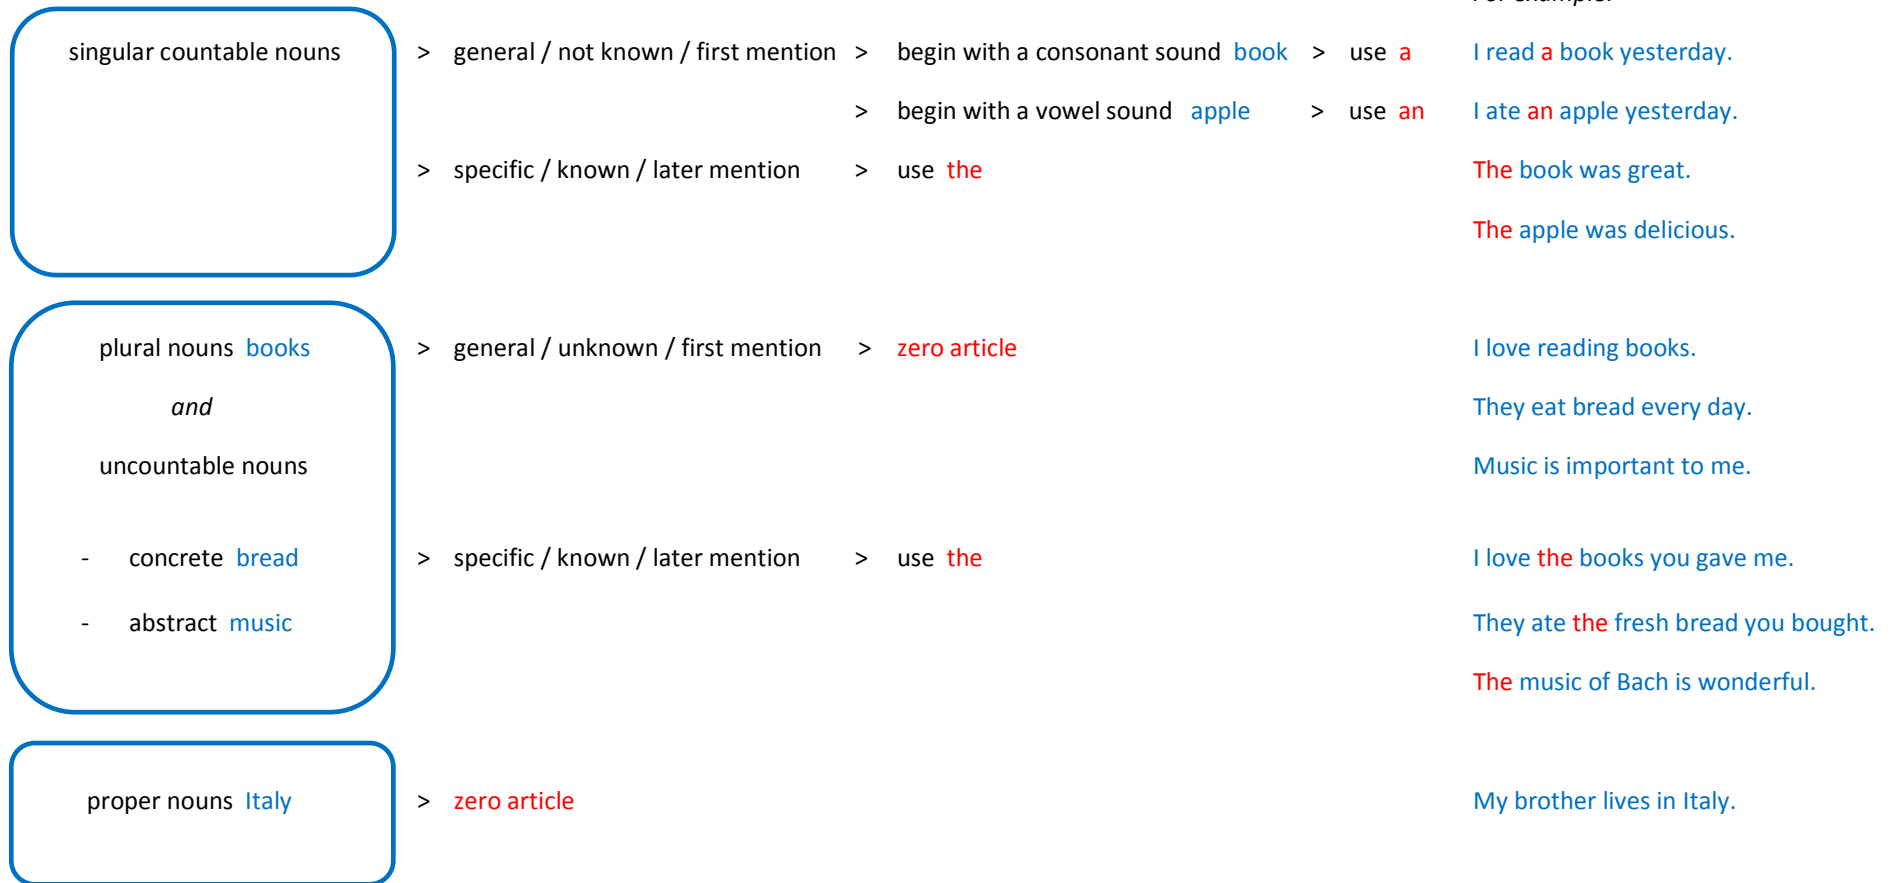 singular countable nouns > general / not known / first mention > begin with a consonant sound book > use a I read a book yesterday.
> begin with a vowel sound apple > use an I ate an apple yesterday.
> specific / known / later mention > use the The book was great.
The apple was delicious.
plural nouns books > general / unknown / first mention > zero article I love reading books.
and They eat bread every day.
uncountable nouns Music is important to me.
- concrete bread > specific / known / later mention > use the I love the books you gave me.
- abstract music They ate the fresh bread you bought.
The music of Bach is wonderful.
proper nouns Italy > zero article My brother lives in Italy.